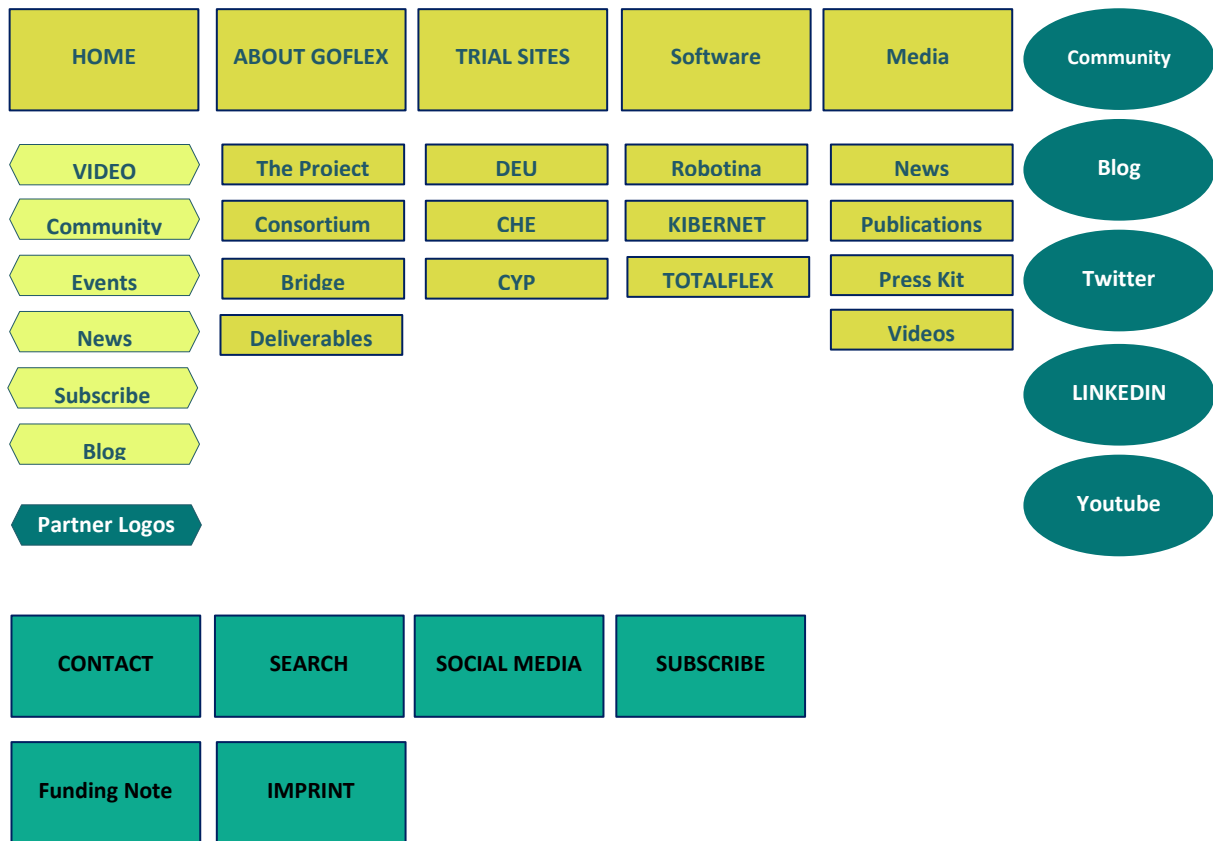 HOME
ABOUT GOFLEX
TRIAL SITES
Software
Media
Community
VIDEO
The Project
DEU
Robotina
News
Blog
Community
Consortium
CHE
KIBERNET
Publications
Events
Bridge
CYP
TOTALFLEX
Press Kit
Twitter
News
Deliverables
Videos
Subscribe
LINKEDIN
Blog
Partner Logos
Youtube
CONTACT
SEARCH
SOCIAL MEDIA
SUBSCRIBE
Funding Note
IMPRINT